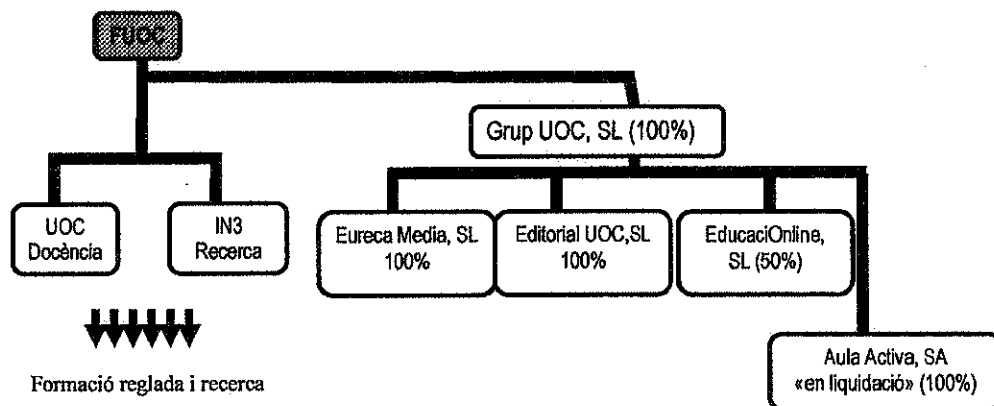 FUOC
Grup UOC, SL (100%)
UOC
Docència
IN3
Recerca
Eureca Media, SL
100%
Editorial UOC,SL
100%
EducaciOnline,
SL (50%)
Aula Activa, SA
«en liquidació» (100%)
Formació reglada i recerca